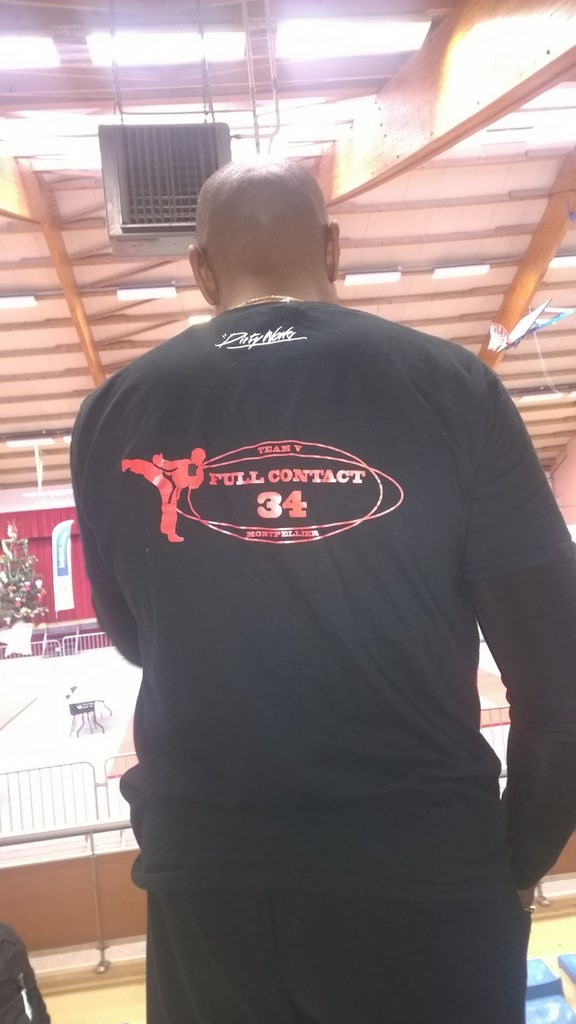 Dirty Works
TEAM V
FULL CONTACT
34
MONTPELLIER